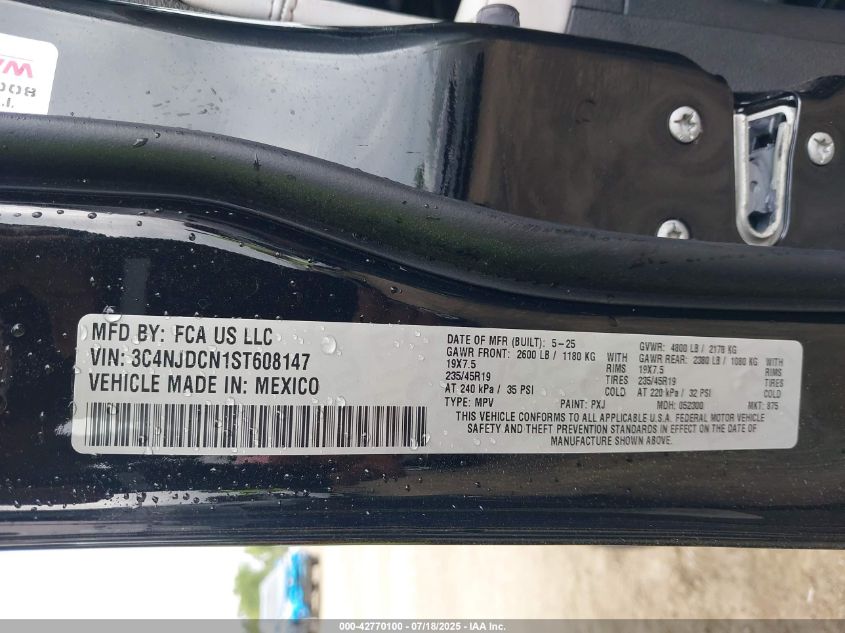 008
MFD BY: FCA US LLC
VIN: 3C4NJDCN1ST608147
VEHICLE MADE IN: MEXICO
DATE OF MFR (BUILT): 5-25 GVWR: 4800 LB / 2178 KG
GAWR FRONT: 2600 LB / 1180 KG WITH GAWR REAR: 2380 LB / 1080 KG WITH
19X7.5 RIMS 19X7.5 RIMS
235/45R19 TIRES 235/45R19 TIRES
AT 240 kPa / 35 PSI COLD AT 220 kPa / 32 PSI COLD
TYPE: MPV PAINT: PXJ MDH: 052300 MKT: 875
THIS VEHICLE CONFORMS TO ALL APPLICABLE U.S.A. FEDERAL MOTOR VEHICLE
SAFETY AND THEFT PREVENTION STANDARDS IN EFFECT ON THE DATE OF
MANUFACTURE SHOWN ABOVE.
000-42770100 - 07/18/2025 - IAA Inc.